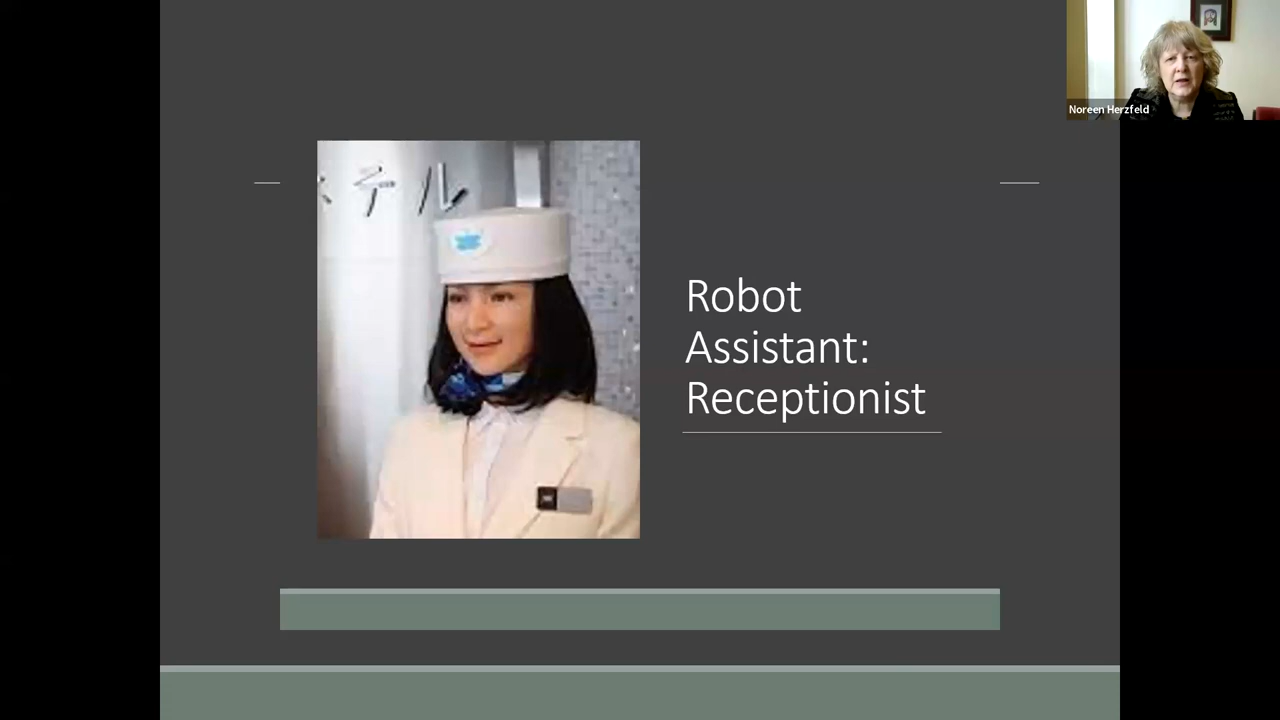 Noreen Herzfeld
テル
Robot
Assistant:
Receptionist